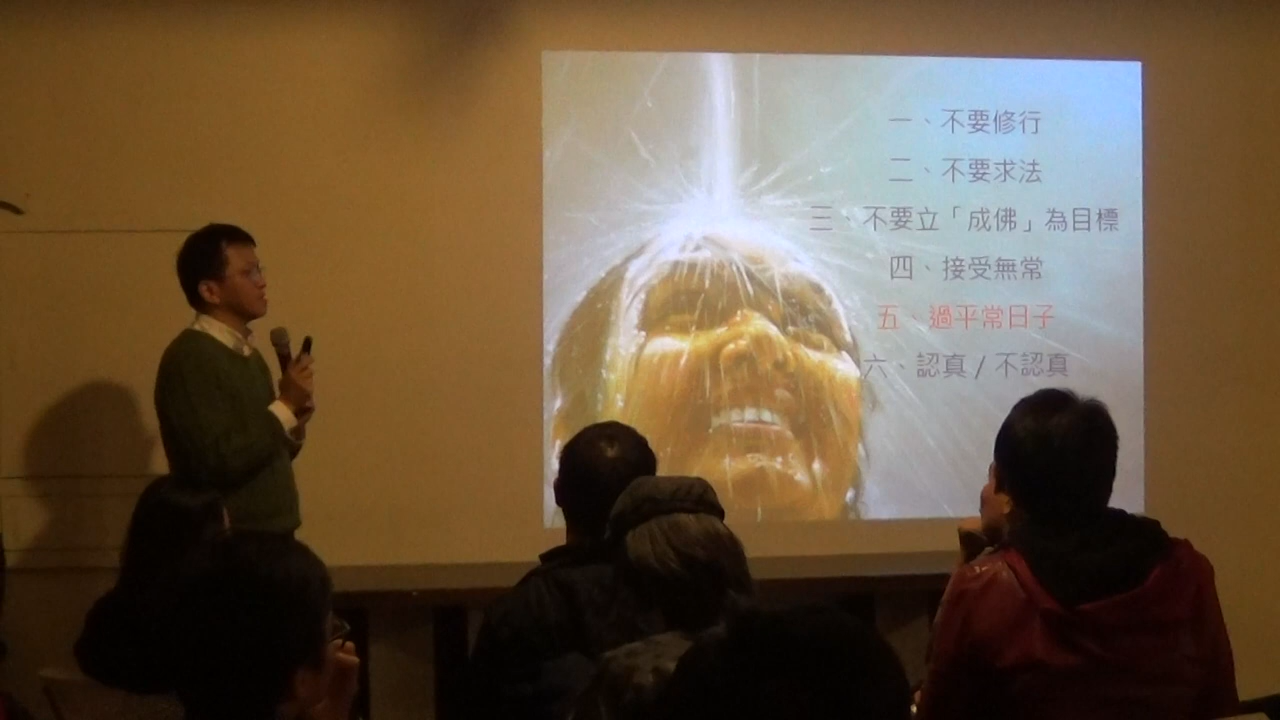 一、不要修行
二、不要求法
三、不要立「成佛」為目標
四、接受無常
五、過平常日子
六、認真 / 不認真